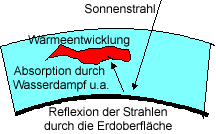 Sonnenstrahl
Wärmeentwicklung
Absorption durch
Wasserdampf u.a.
Reflexion der Strahlen
durch die Erdoberfläche